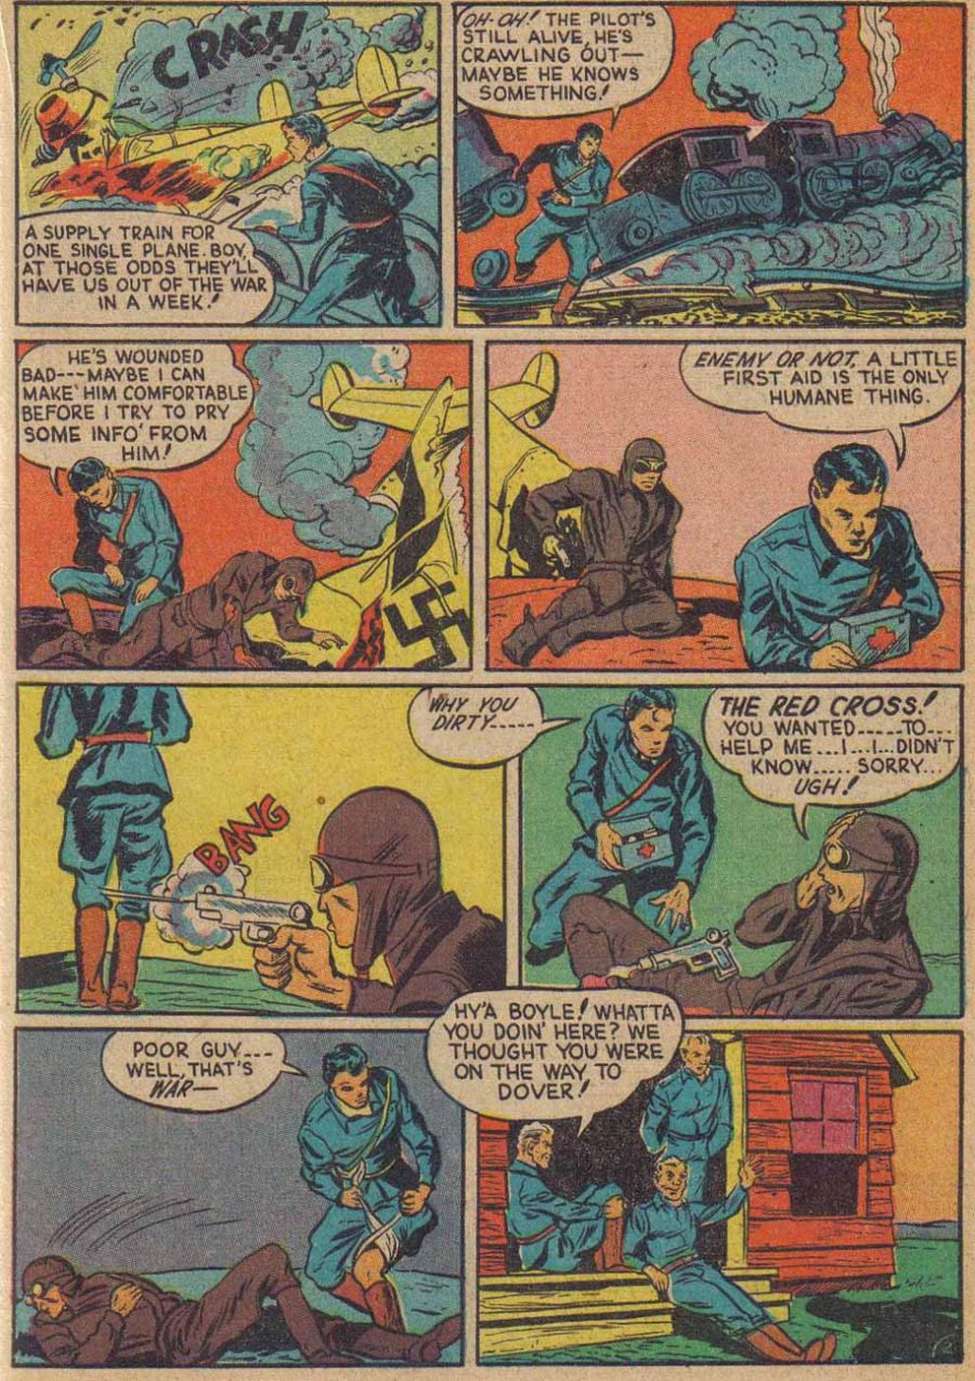 CRASH
A SUPPLY TRAIN FOR
ONE SINGLE PLANE. BOY,
AT THOSE ODDS THEY'LL
HAVE US OUT OF THE WAR
IN A WEEK!
OH-OH! THE PILOT'S
STILL ALIVE, HE'S
CRAWLING OUT—
MAYBE HE KNOWS
SOMETHING!
HE'S WOUNDED
BAD---MAYBE I CAN
MAKE HIM COMFORTABLE
BEFORE I TRY TO PRY
SOME INFO' FROM
HIM!
ENEMY OR NOT, A LITTLE
FIRST AID IS THE ONLY
HUMANE THING.
BANG
WHY YOU
DIRTY-----
THE RED CROSS!
YOU WANTED-----TO---
HELP ME...I...I...DIDN'T
KNOW..... SORRY...
UGH!
POOR GUY---
WELL, THAT'S
WAR—
HY'A BOYLE! WHATTA
YOU DOIN' HERE? WE
THOUGHT YOU WERE
ON THE WAY TO
DOVER!